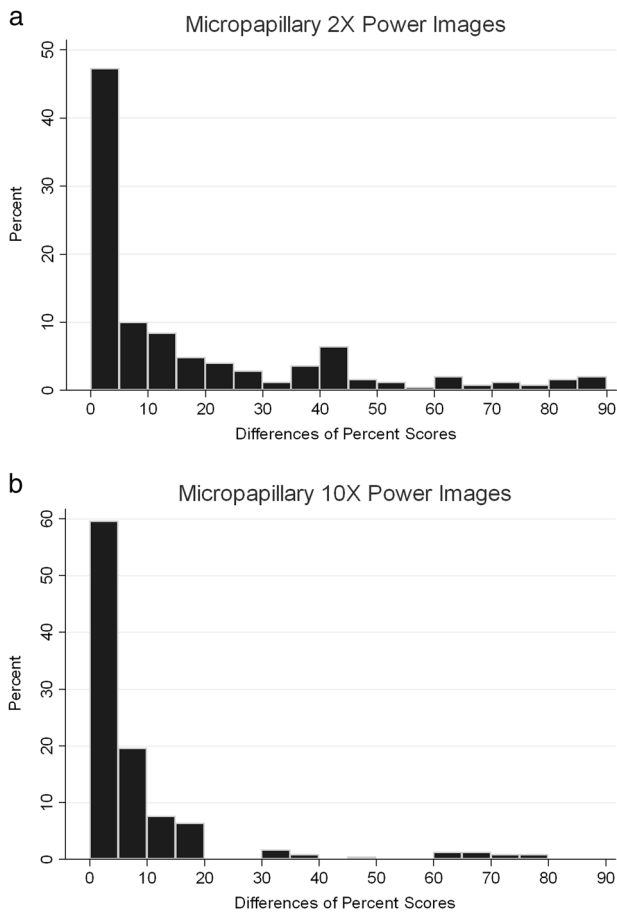 a
Micropapillary 2X Power Images
50
40
30
20
10
0
Percent
0 10 20 30 40 50 60 70 80 90
Differences of Percent Scores
b
Micropapillary 10X Power Images
60
50
40
30
20
10
0
Percent
0 10 20 30 40 50 60 70 80 90
Differences of Percent Scores